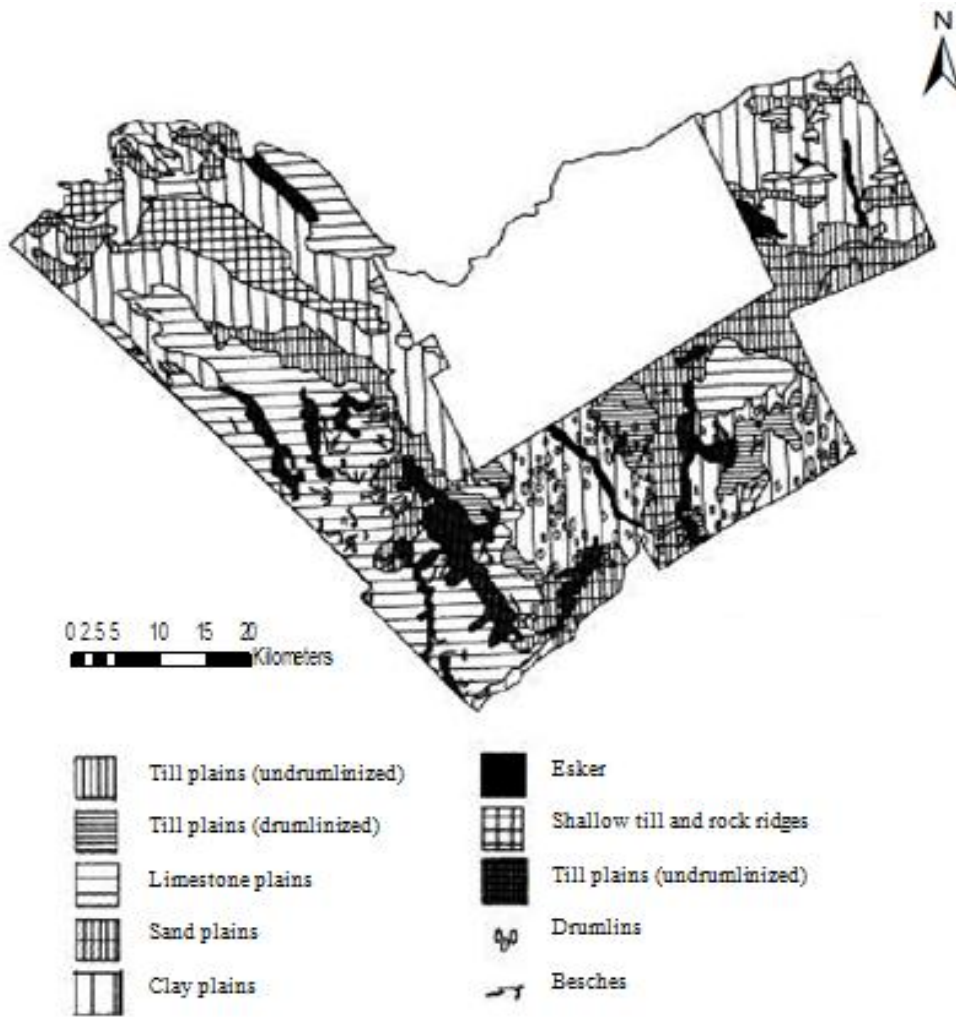 N
0 2.5 5 10 15 20
Kilometers
Till plains (undrumlinized)
Till plains (drumlinized)
Limestone plains
Sand plains
Clay plains
Esker
Shallow till and rock ridges
Till plains (undrumlinized)
Drumlins
Besches